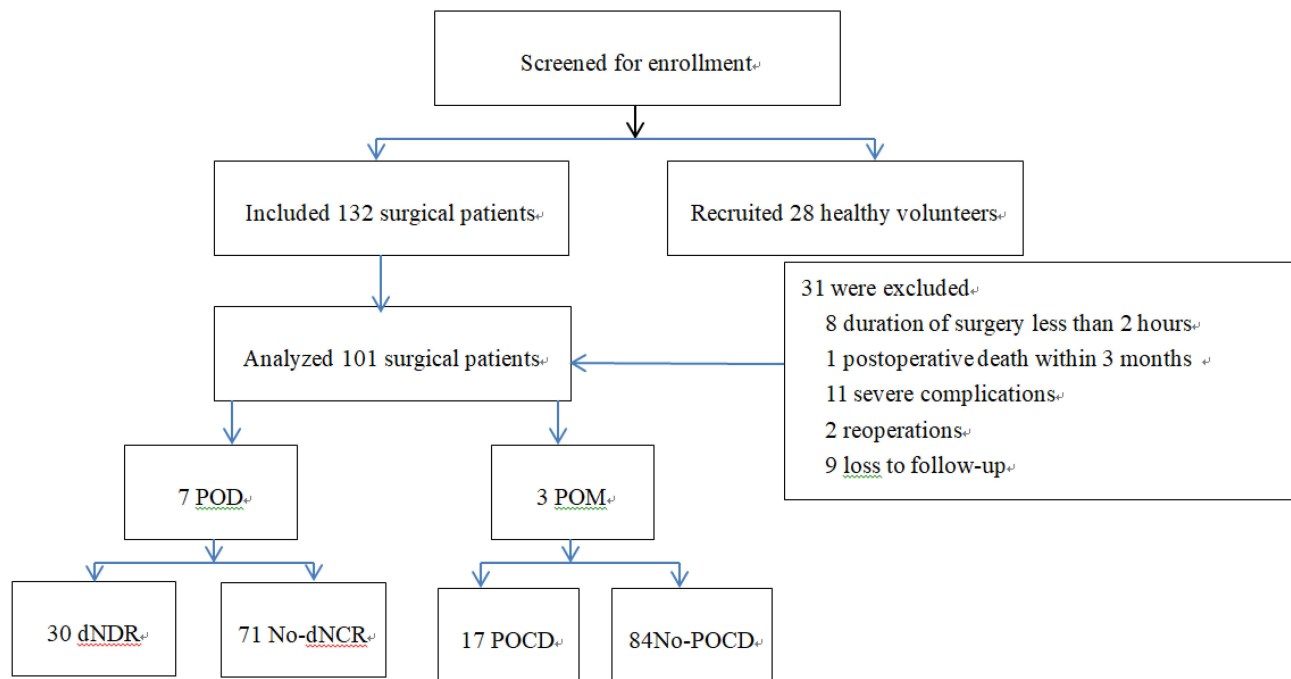 Screened for enrollment
Included 132 surgical patients
Recruited 28 healthy volunteers
31 were excluded
8 duration of surgery less than 2 hours
1 postoperative death within 3 months
11 severe complications
2 reoperations
9 loss to follow-up
Analyzed 101 surgical patients
7 POD
3 POM
30 dNDR
71 No-dNCR
17 POCD
84No-POCD